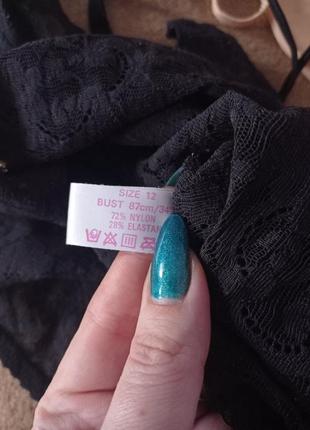 SIZE 12
BUST 87cm/34
72% NYLON
28% ELASTAN